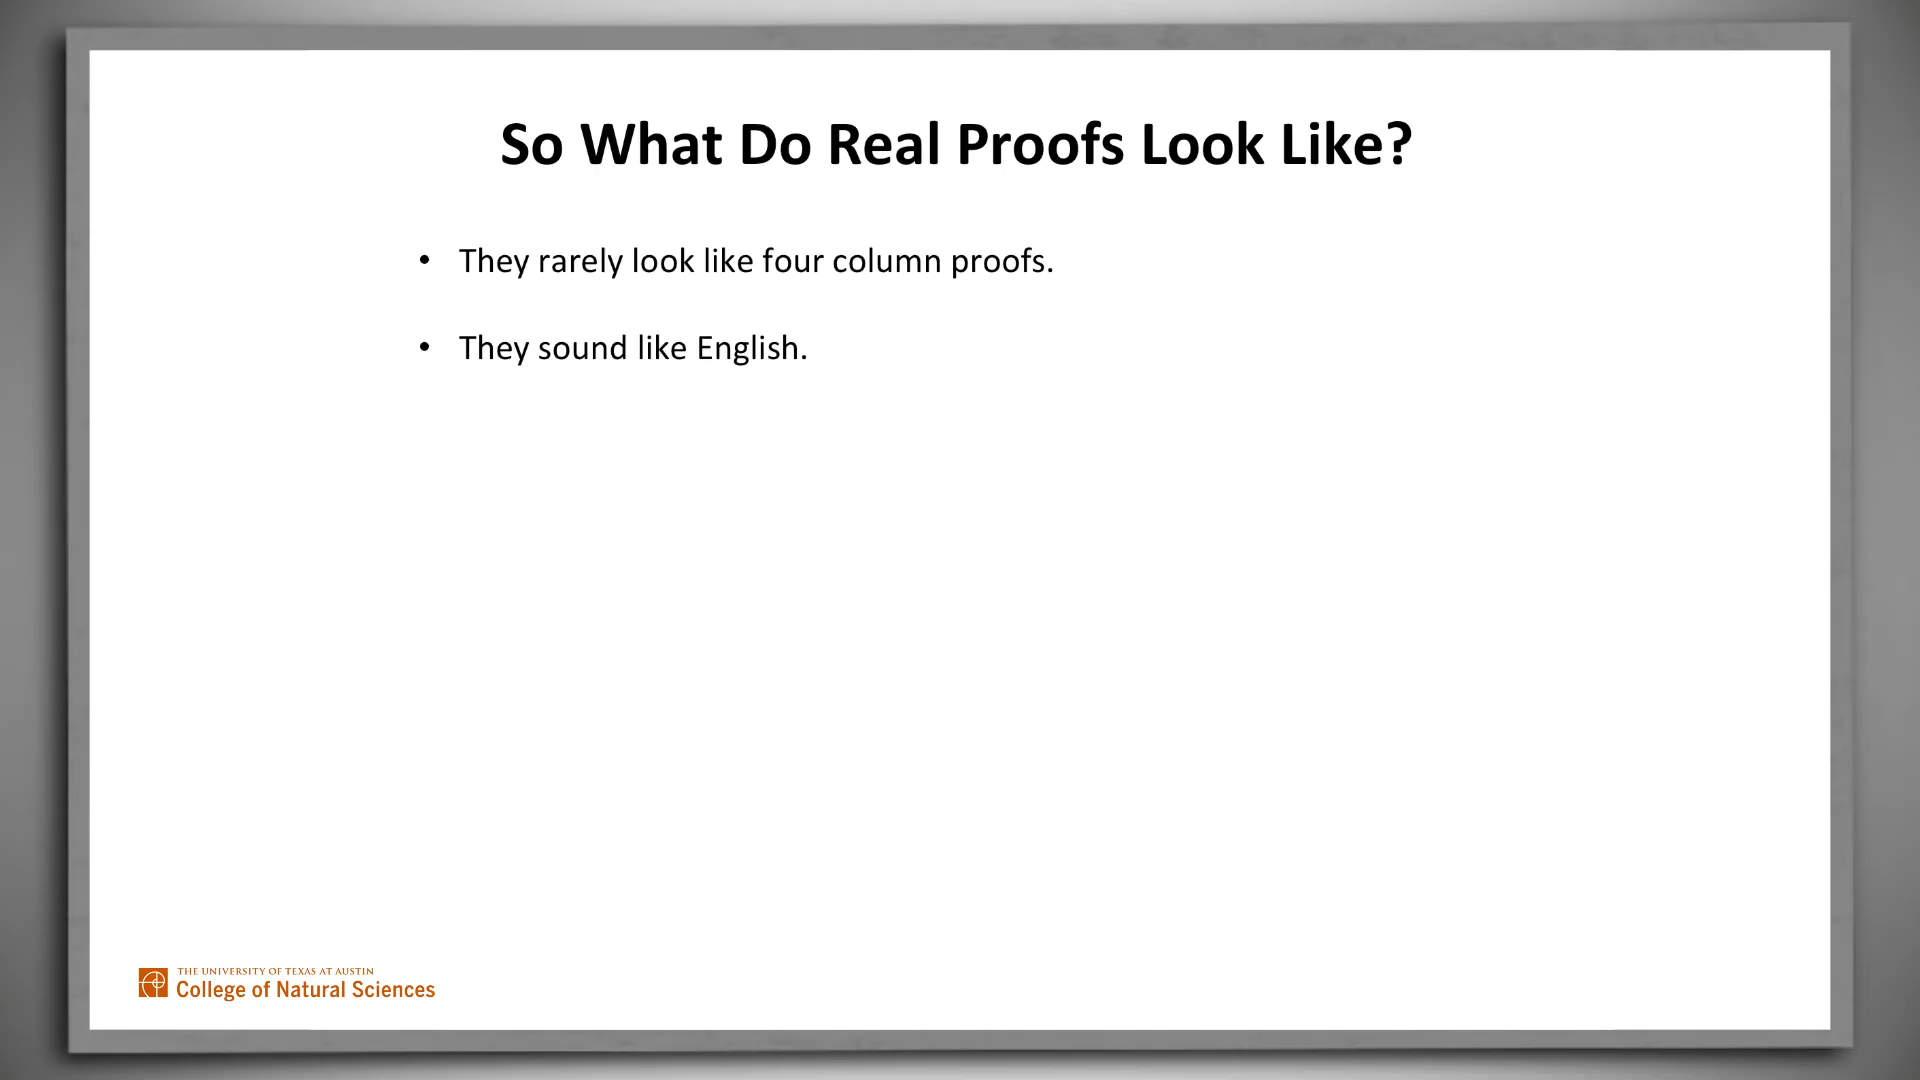 So What Do Real Proofs Look Like?
• They rarely look like four column proofs.
• They sound like English.
THE UNIVERSITY OF TEXAS AT AUSTIN
College of Natural Sciences